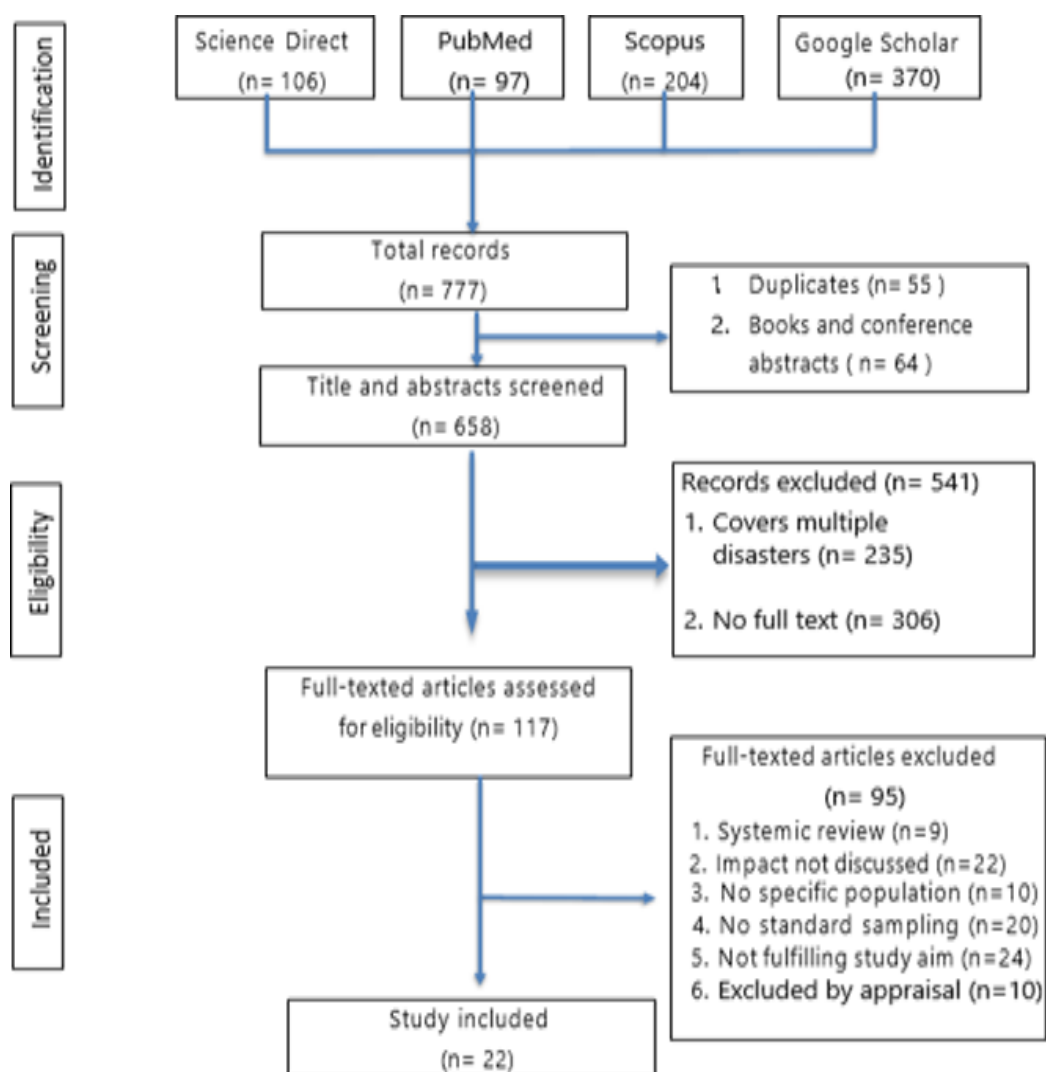 Identification
Science Direct
(n= 106)
PubMed
(n= 97)
Scopus
(n= 204)
Google Scholar
(n= 370)
Screening
Total records
(n= 777)
1. Duplicates (n= 55 )
2. Books and conference
abstracts ( n= 64 )
Title and abstracts screened
(n= 658)
Eligibility
Records excluded (n= 541)
1. Covers multiple
disasters (n= 235)
2. No full text (n= 306)
Full-texted articles assessed
for eligibility (n= 117)
Included
Full-texted articles excluded
(n= 95)
1. Systemic review (n=9)
2. Impact not discussed (n=22)
3. No specific population (n=10)
4. No standard sampling (n=20)
5. Not fulfilling study aim (n=24)
6. Excluded by appraisal (n=10)
Study included
(n= 22)